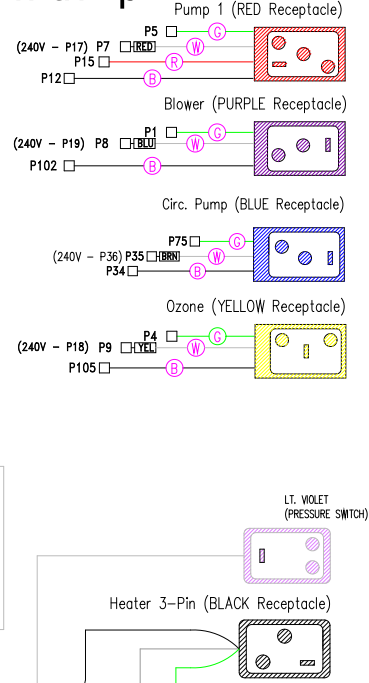 Pump 1 (RED Receptacle)
P5 G
(240V - P17) P7 RED W
P15 R
P12 B
Blower (PURPLE Receptacle)
P1 G
(240V - P19) P8 BLU W
P102 B
Circ. Pump (BLUE Receptacle)
P75 G
(240V - P36) P35 BRN W
P34 B
Ozone (YELLOW Receptacle)
P4 G
(240V - P18) P9 YEL W
P105 B
LT. VIOLET
(PRESSURE SWITCH)
Heater 3-Pin (BLACK Receptacle)